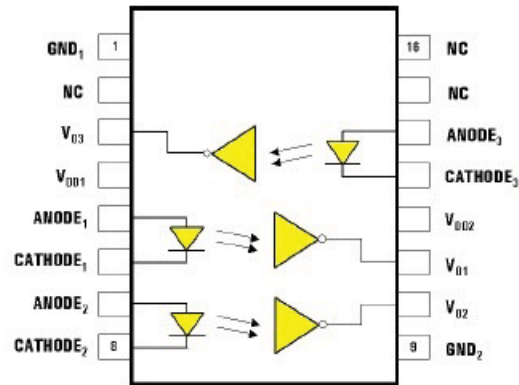 GND1 1 16 NC
NC NC
VO3 ANODE3
VDD1 CATHODE3
ANODE1 VDD2
CATHODE1 VO1
ANODE2 VO2
CATHODE2 8 9 GND2